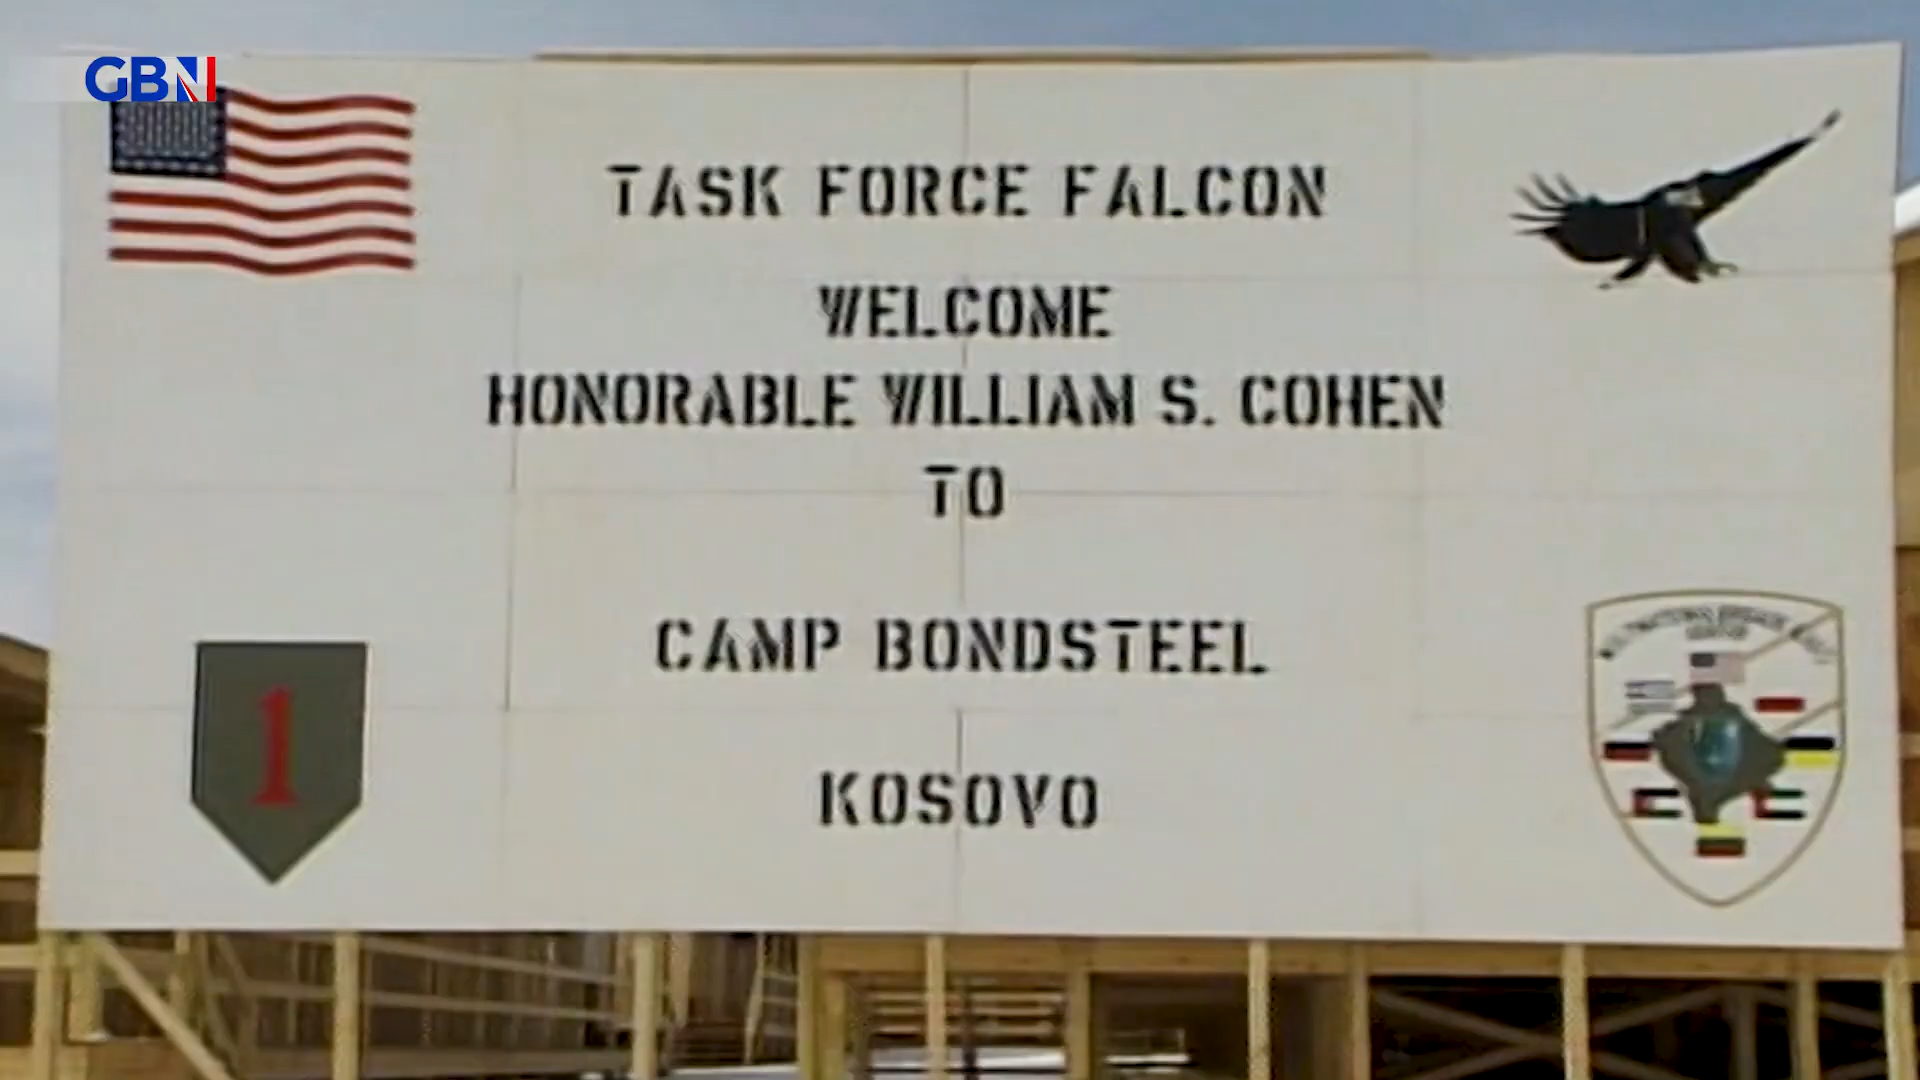 GBN
TASK FORCE FALCON
WELCOME
HONORABLE WILLIAM S. COHEN
TO
CAMP BONDSTEEL
KOSOVO
1